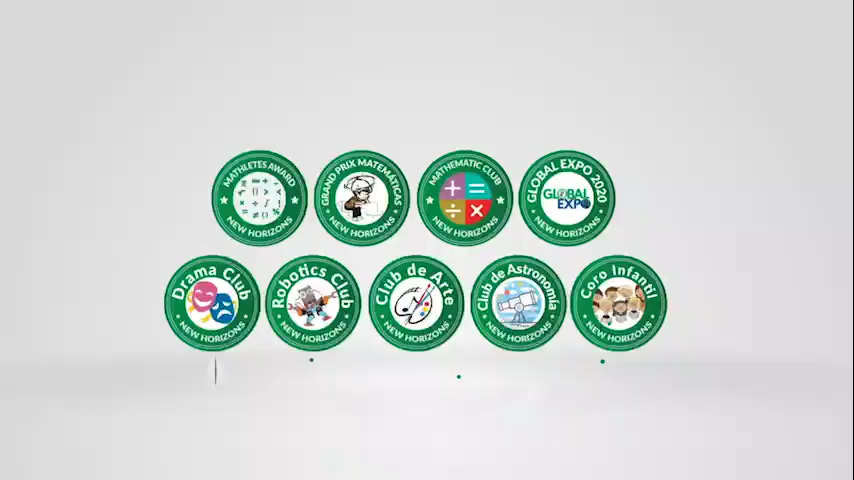 MATHLETES AWARD
NEW HORIZONS
GRAND PRIX MATEMÁTICAS
NEW HORIZONS
MATHEMATIC CLUB
NEW HORIZONS
GLOBAL EXPO 2020
GLOBAL
EXPO
NEW HORIZONS
Drama Club
NEW HORIZONS
Robotics Club
NEW HORIZONS
Club de Arte
NEW HORIZONS
Club de Astronomía
NEW HORIZONS
Coro Infantil
NEW HORIZONS